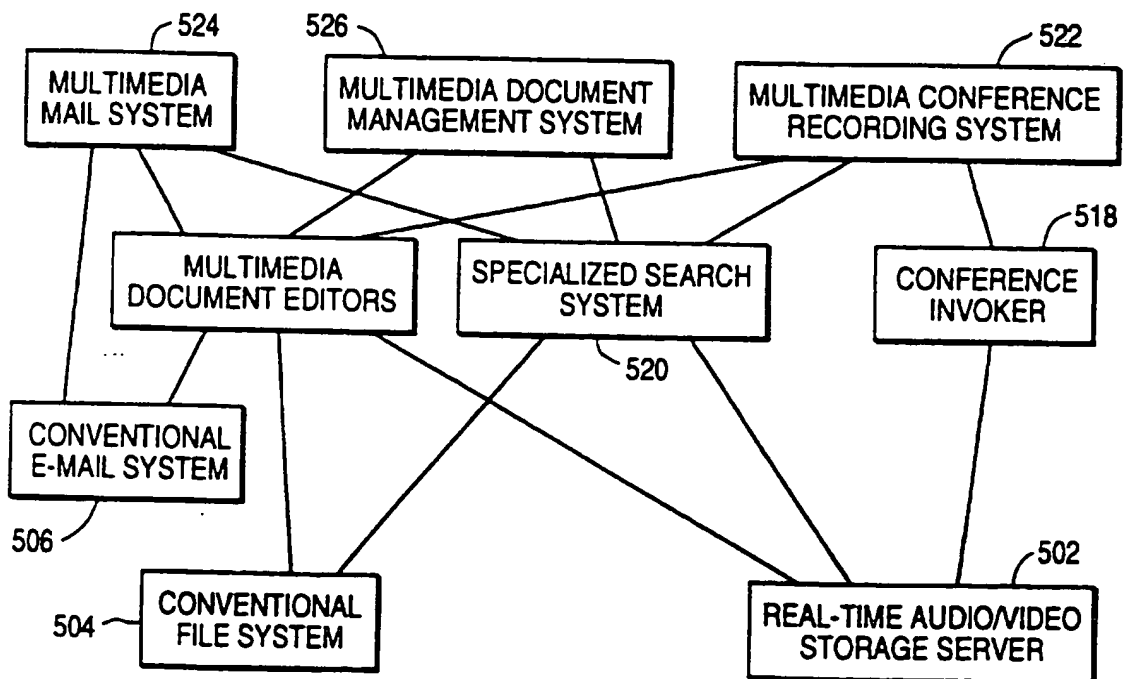 524
526
522
MULTIMEDIA
MAIL SYSTEM
MULTIMEDIA DOCUMENT
MANAGEMENT SYSTEM
MULTIMEDIA CONFERENCE
RECORDING SYSTEM
518
MULTIMEDIA
DOCUMENT EDITORS
SPECIALIZED SEARCH
SYSTEM
CONFERENCE
INVOKER
520
CONVENTIONAL
E-MAIL SYSTEM
506
502
504
CONVENTIONAL
FILE SYSTEM
REAL-TIME AUDIO/VIDEO
STORAGE SERVER